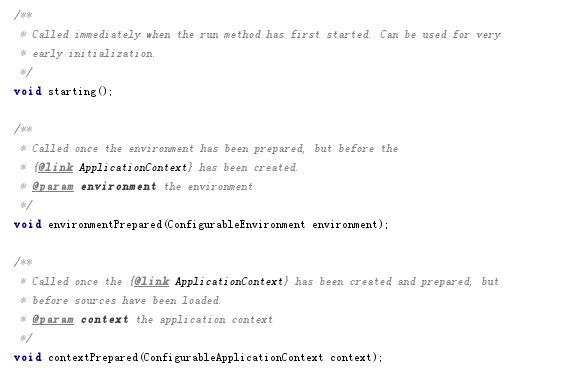 /**
 * Called immediately when the run method has first started. Can be used for very
 * early initialization.
 */
void starting();
/**
 * Called once the environment has been prepared, but before the
 * {@link ApplicationContext} has been created.
 * @param environment the environment
 */
void environmentPrepared(ConfigurableEnvironment environment);
/**
 * Called once the {@link ApplicationContext} has been created and prepared, but
 * before sources have been loaded.
 * @param context the application context
 */
void contextPrepared(ConfigurableApplicationContext context);